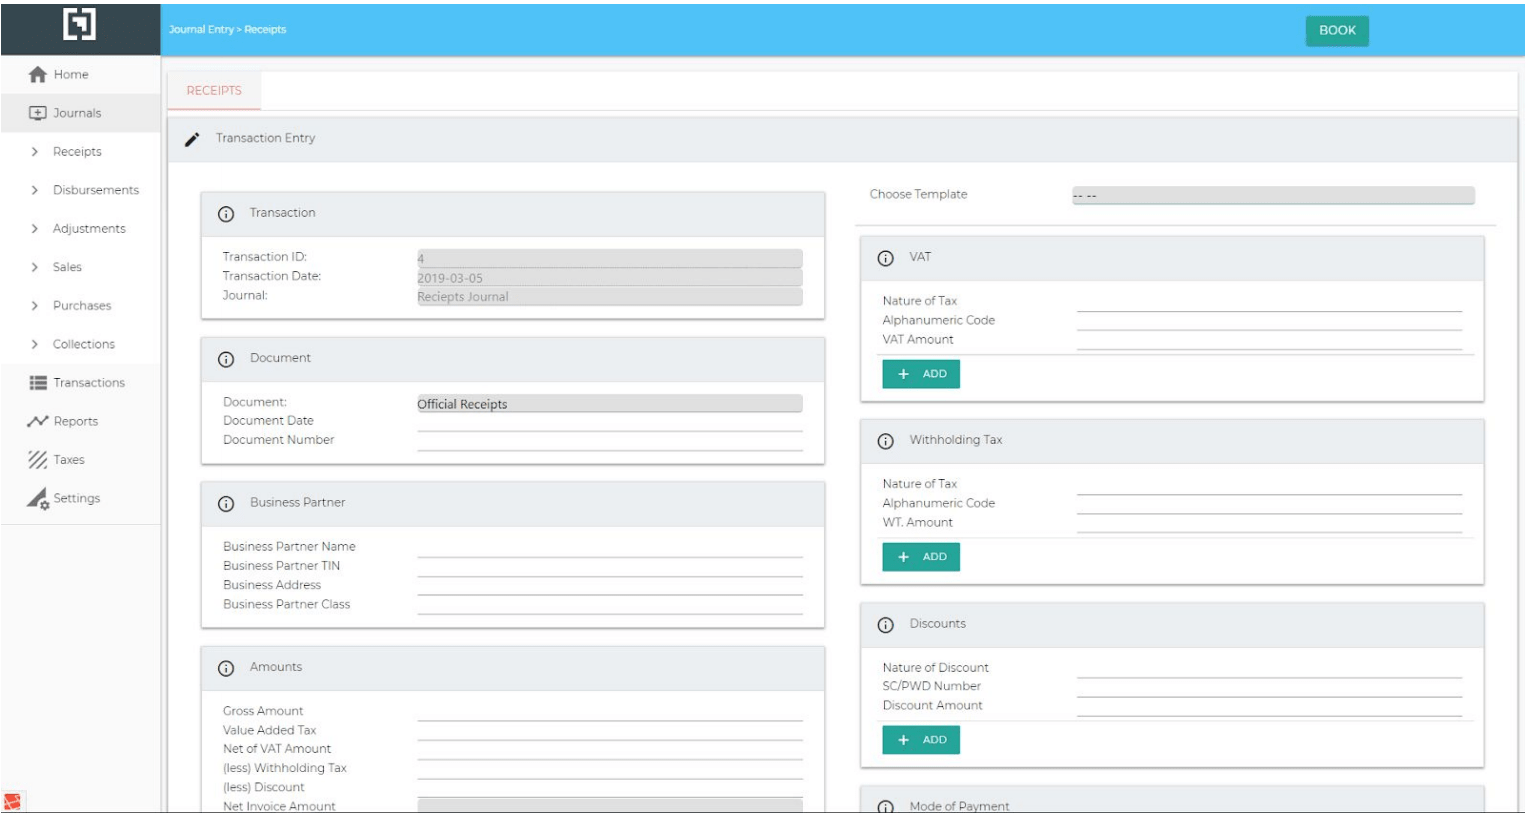 Journal Entry > Receipts
BOOK
Home
Journals
Receipts
Disbursements
Adjustments
Sales
Purchases
Collections
Transactions
Reports
Taxes
Settings
RECEIPTS
Transaction Entry
Transaction
Transaction ID: 4
Transaction Date: 2019-03-05
Journal: Reciepts Journal
Document
Document: Official Receipts
Document Date
Document Number
Business Partner
Business Partner Name
Business Partner TIN
Business Address
Business Partner Class
Amounts
Gross Amount
Value Added Tax
Net of VAT Amount
(less) Withholding Tax
(less) Discount
Net Invoice Amount
Choose Template -- --
VAT
Nature of Tax
Alphanumeric Code
VAT Amount
+ ADD
Withholding Tax
Nature of Tax
Alphanumeric Code
WT. Amount
+ ADD
Discounts
Nature of Discount
SC/PWD Number
Discount Amount
+ ADD
Mode of Payment